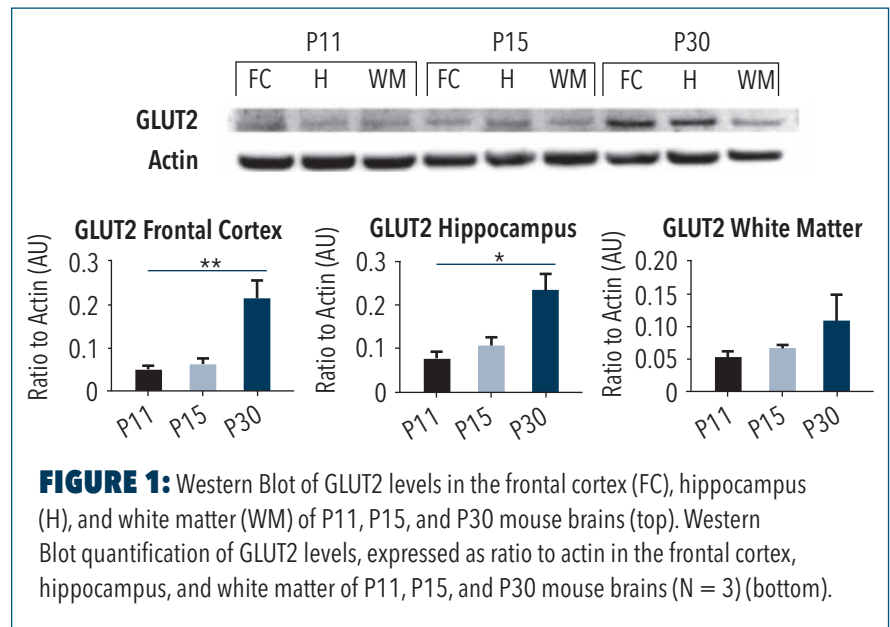 P11 P15 P30
FC H WM FC H WM FC H WM
GLUT2
Actin
GLUT2 Frontal Cortex
Ratio to Actin (AU)
0.3
0.2
0.1
0
**
P11 P15 P30
GLUT2 Hippocampus
Ratio to Actin (AU)
0.3
0.2
0.1
0
*
P11 P15 P30
GLUT2 White Matter
Ratio to Actin (AU)
0.20
0.15
0.10
0.05
0
P11 P15 P30
FIGURE 1: Western Blot of GLUT2 levels in the frontal cortex (FC), hippocampus
(H), and white matter (WM) of P11, P15, and P30 mouse brains (top). Western
Blot quantification of GLUT2 levels, expressed as ratio to actin in the frontal cortex,
hippocampus, and white matter of P11, P15, and P30 mouse brains (N = 3) (bottom).